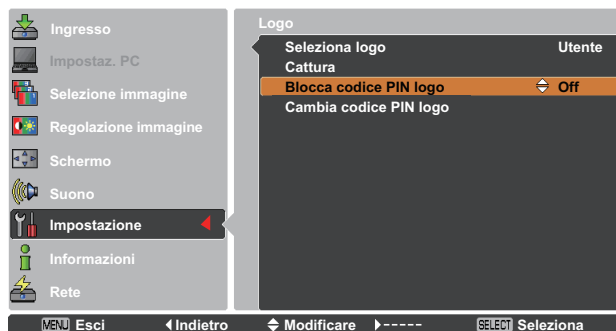 Ingresso
Impostaz. PC
Selezione immagine
Regolazione immagine
Schermo
Suono
Impostazione
Informazioni
Rete
Logo
Seleziona logo Utente
Cattura
Blocca codice PIN logo Off
Cambia codice PIN logo
MENU Esci Indietro Modificare ----- SELECT Seleziona